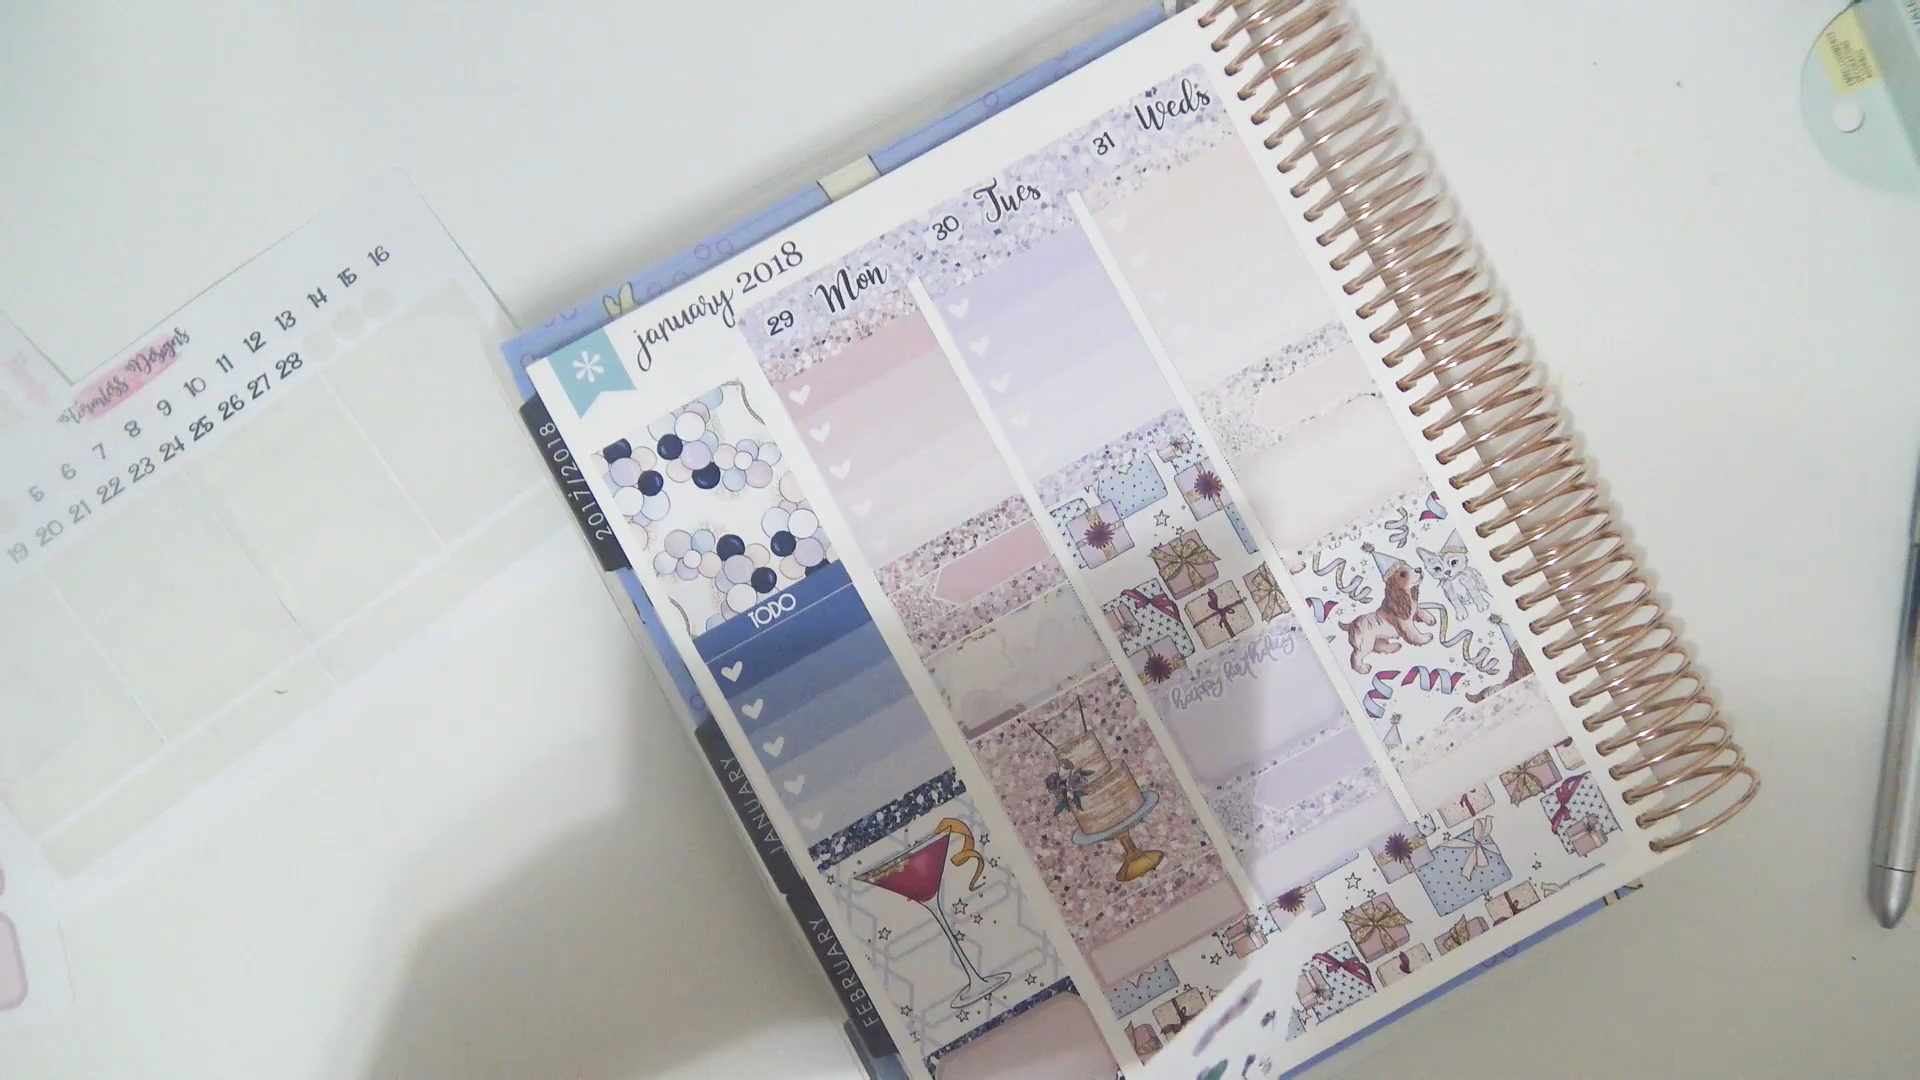 january 2018
29 Mon
30 Tues
31 Weds
TODO
happy birthday
2017/2018
JANUARY
FEBRUARY
Formless Designs
5 6 7 8 9 10 11 12 13 14 15 16
19 20 21 22 23 24 25 26 27 28